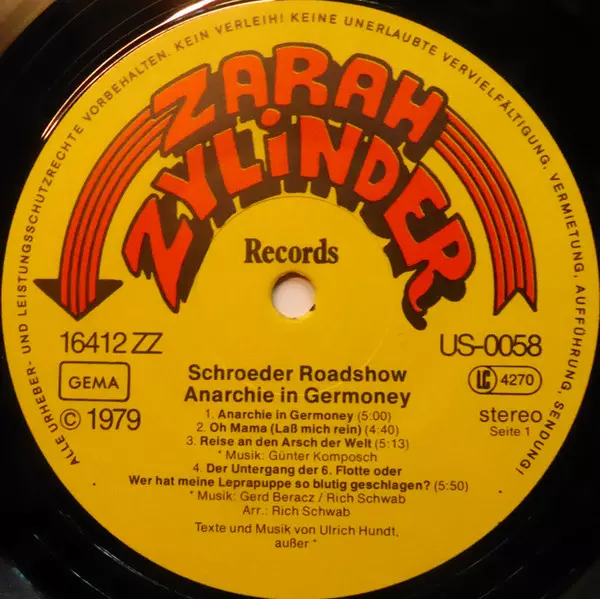 ALLE URHEBER- UND LEISTUNGSSCHUTZRECHTE VORBEHALTEN. KEIN VERLEIH! KEINE UNERLAUBTE VERVIELFÄLTIGUNG, VERMIETUNG, AUFFÜHRUNG, SENDUNG!
ZARAH
ZYLiNDER
Records
16412 ZZ
US-0058
GEMA
LC 4270
© 1979
stereo
Seite 1
Schroeder Roadshow
Anarchie in Germoney
1. Anarchie in Germoney (5:00)
2. Oh Mama (Laß mich rein) (4:40)
3. Reise an den Arsch der Welt (5:13)
* Musik: Günter Komposch
4. Der Untergang der 6. Flotte oder
Wer hat meine Leprapuppe so blutig geschlagen? (5:50)
* Musik: Gerd Beracz / Rich Schwab
Arr.: Rich Schwab
Texte und Musik von Ulrich Hundt,
außer *